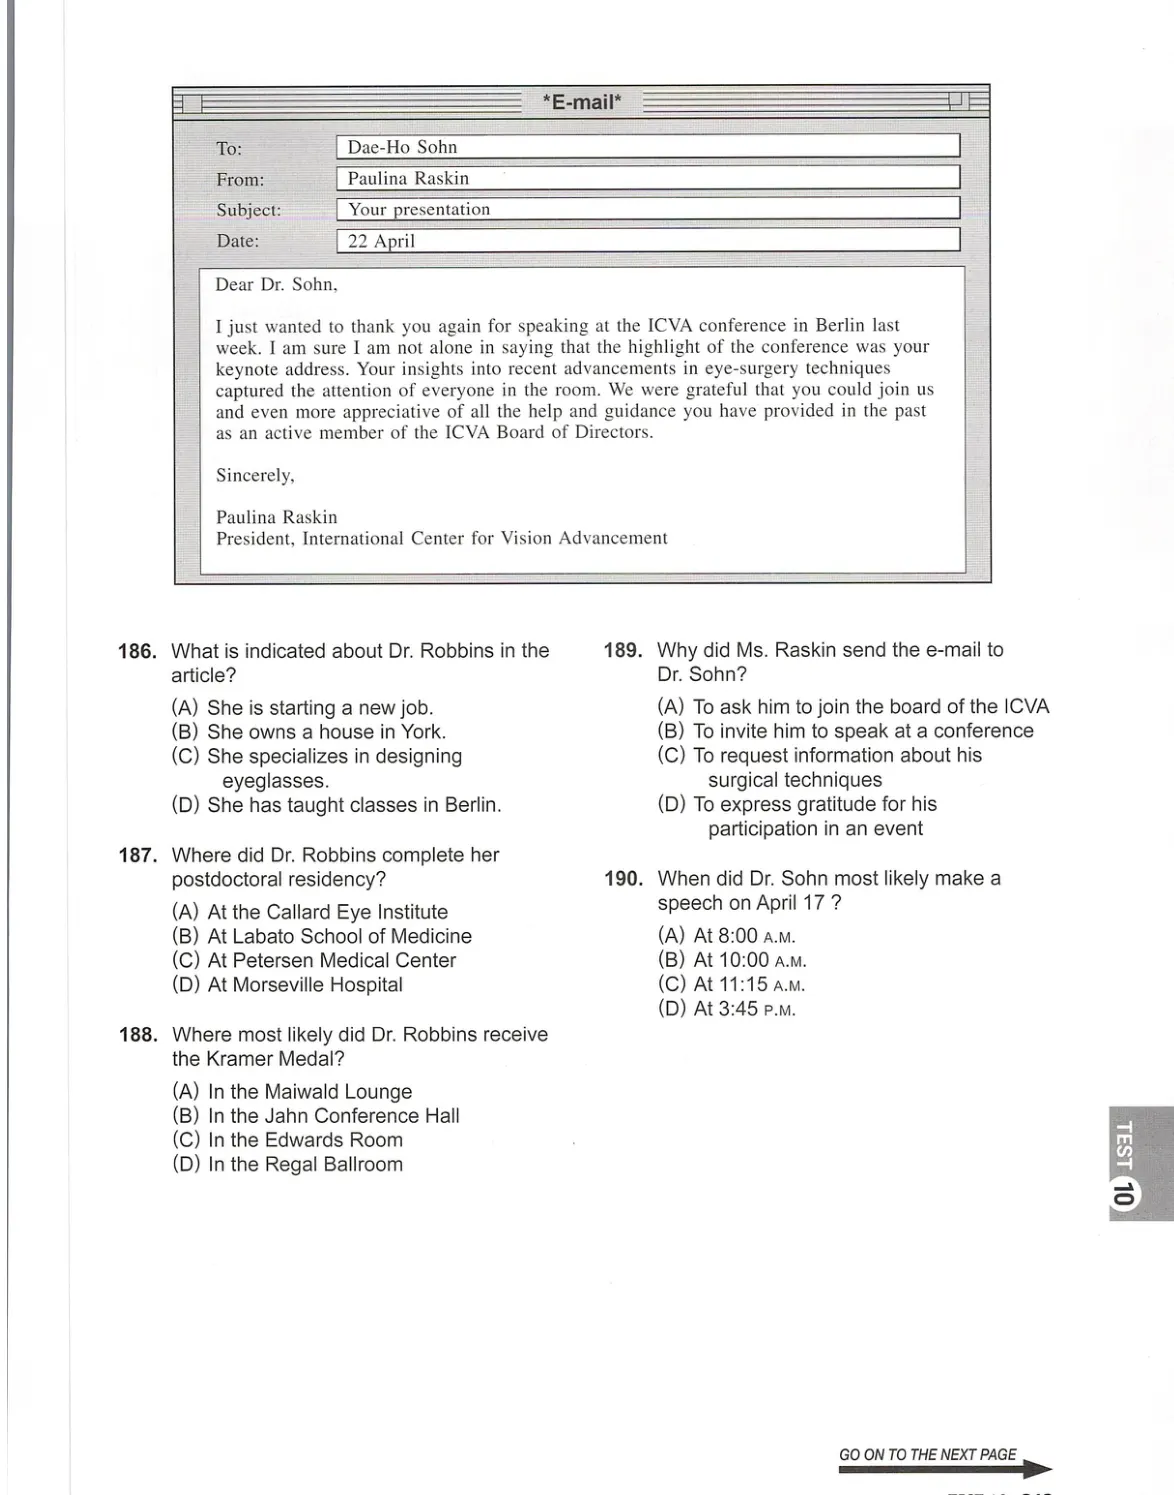 *E-mail*
To: Dae-Ho Sohn
From: Paulina Raskin
Subject: Your presentation
Date: 22 April
Dear Dr. Sohn,
I just wanted to thank you again for speaking at the ICVA conference in Berlin last
week. I am sure I am not alone in saying that the highlight of the conference was your
keynote address. Your insights into recent advancements in eye-surgery techniques
captured the attention of everyone in the room. We were grateful that you could join us
and even more appreciative of all the help and guidance you have provided in the past
as an active member of the ICVA Board of Directors.
Sincerely,
Paulina Raskin
President, International Center for Vision Advancement
186. What is indicated about Dr. Robbins in the
article?
(A) She is starting a new job.
(B) She owns a house in York.
(C) She specializes in designing
eyeglasses.
(D) She has taught classes in Berlin.
187. Where did Dr. Robbins complete her
postdoctoral residency?
(A) At the Callard Eye Institute
(B) At Labato School of Medicine
(C) At Petersen Medical Center
(D) At Morseville Hospital
188. Where most likely did Dr. Robbins receive
the Kramer Medal?
(A) In the Maiwald Lounge
(B) In the Jahn Conference Hall
(C) In the Edwards Room
(D) In the Regal Ballroom
189. Why did Ms. Raskin send the e-mail to
Dr. Sohn?
(A) To ask him to join the board of the ICVA
(B) To invite him to speak at a conference
(C) To request information about his
surgical techniques
(D) To express gratitude for his
participation in an event
190. When did Dr. Sohn most likely make a
speech on April 17 ?
(A) At 8:00 A.M.
(B) At 10:00 A.M.
(C) At 11:15 A.M.
(D) At 3:45 P.M.
TEST 10
GO ON TO THE NEXT PAGE